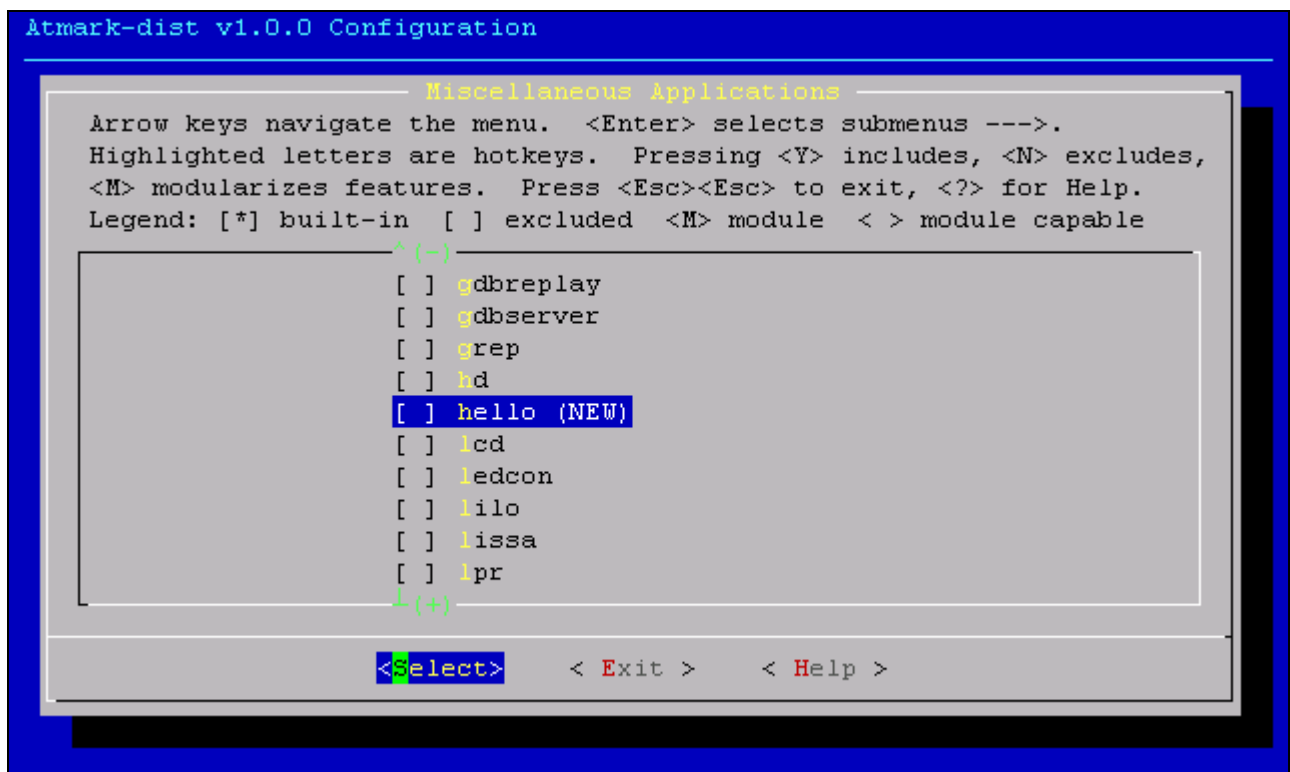 Atmark-dist v1.0.0 Configuration
Miscellaneous Applications
Arrow keys navigate the menu.  <Enter> selects submenus --->.
Highlighted letters are hotkeys.  Pressing <Y> includes, <N> excludes,
<M> modularizes features.  Press <Esc><Esc> to exit, <?> for Help.
Legend: [*] built-in  [ ] excluded  <M> module  < > module capable
^(-)
[ ] gdbreplay
[ ] gdbserver
[ ] grep
[ ] hd
[ ] hello (NEW)
[ ] lcd
[ ] ledcon
[ ] lilo
[ ] lissa
[ ] lpr
┴(+)
<Select>    < Exit >    < Help >